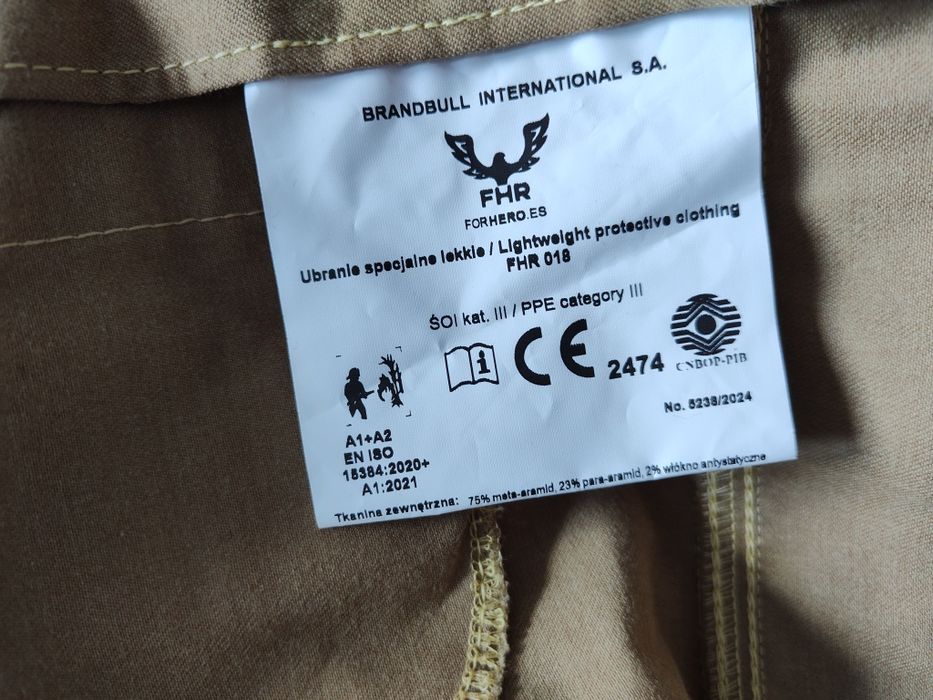 BRANDBULL INTERNATIONAL S.A.
FHR
FORHERO.ES
Ubranie specjalne lekkie / Lightweight protective clothing
FHR 018
ŚOI kat. III / PPE category III
i CE 2474
CNBOP-PIB
No. 5238/2024
A1+A2
EN ISO
15384:2020+
A1:2021
Tkanina zewnętrzna: 75% meta-aramid, 23% para-aramid, 2% włókno antystatyczne